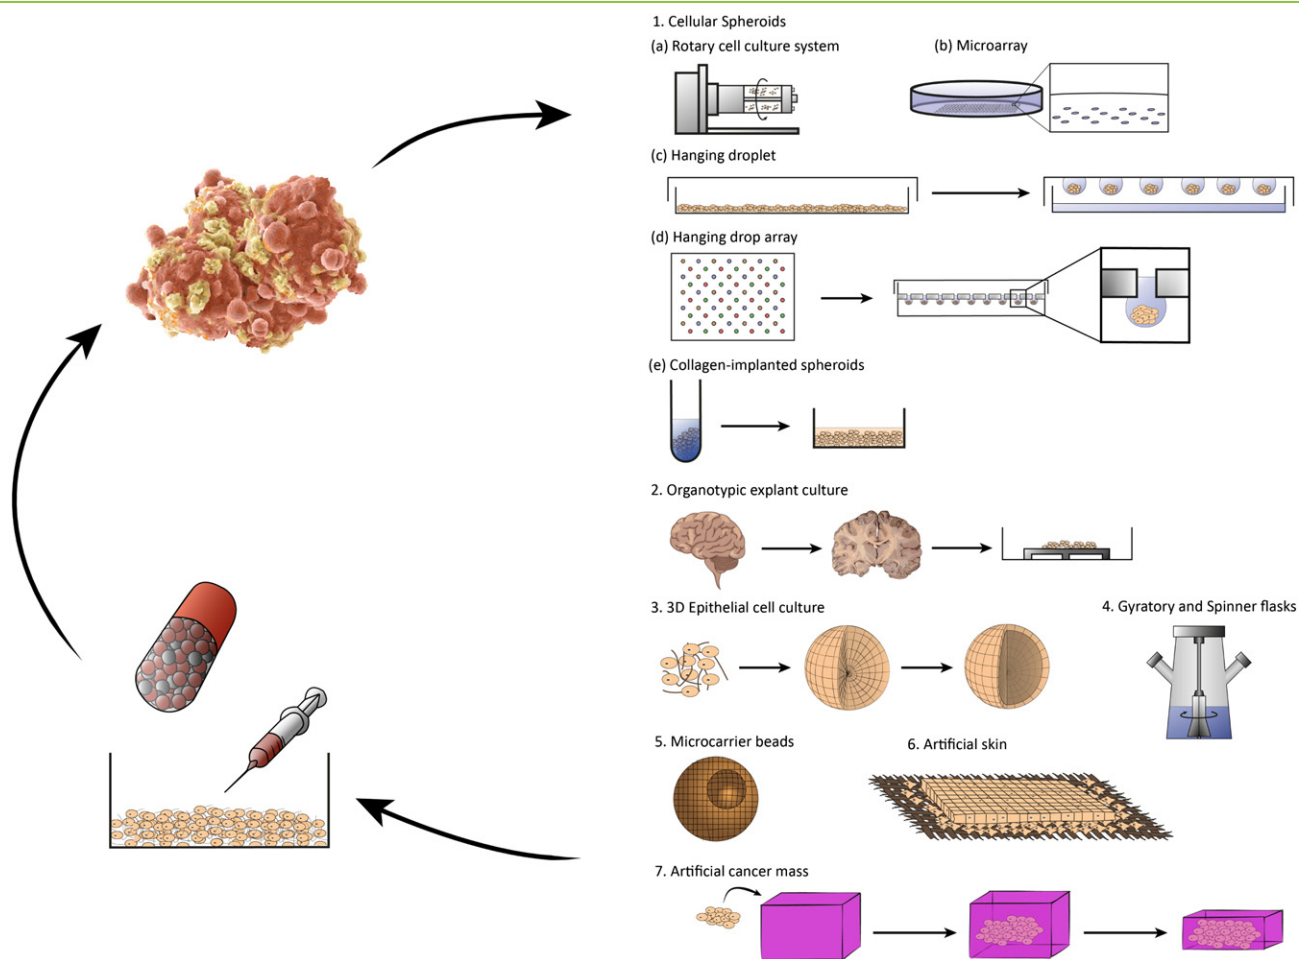 1. Cellular Spheroids
(a) Rotary cell culture system
(b) Microarray
(c) Hanging droplet
(d) Hanging drop array
(e) Collagen-implanted spheroids
2. Organotypic explant culture
3. 3D Epithelial cell culture
4. Gyratory and Spinner flasks
5. Microcarrier beads
6. Artificial skin
7. Artificial cancer mass